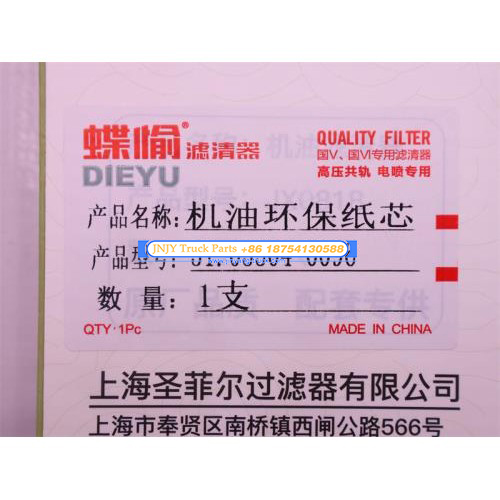 蝶愉® 滤清器
DIEYU
QUALITY FILTER
国Ⅴ、国Ⅵ专用滤清器
高压共轨 电喷专用
产品名称: 机油环保纸芯
JNJY Truck Parts +86 18754130588
产品型号:
数 量: 1支
QTY·1Pc
MADE IN CHINA
上海圣菲尔过滤器有限公司
上海市奉贤区南桥镇西闸公路566号